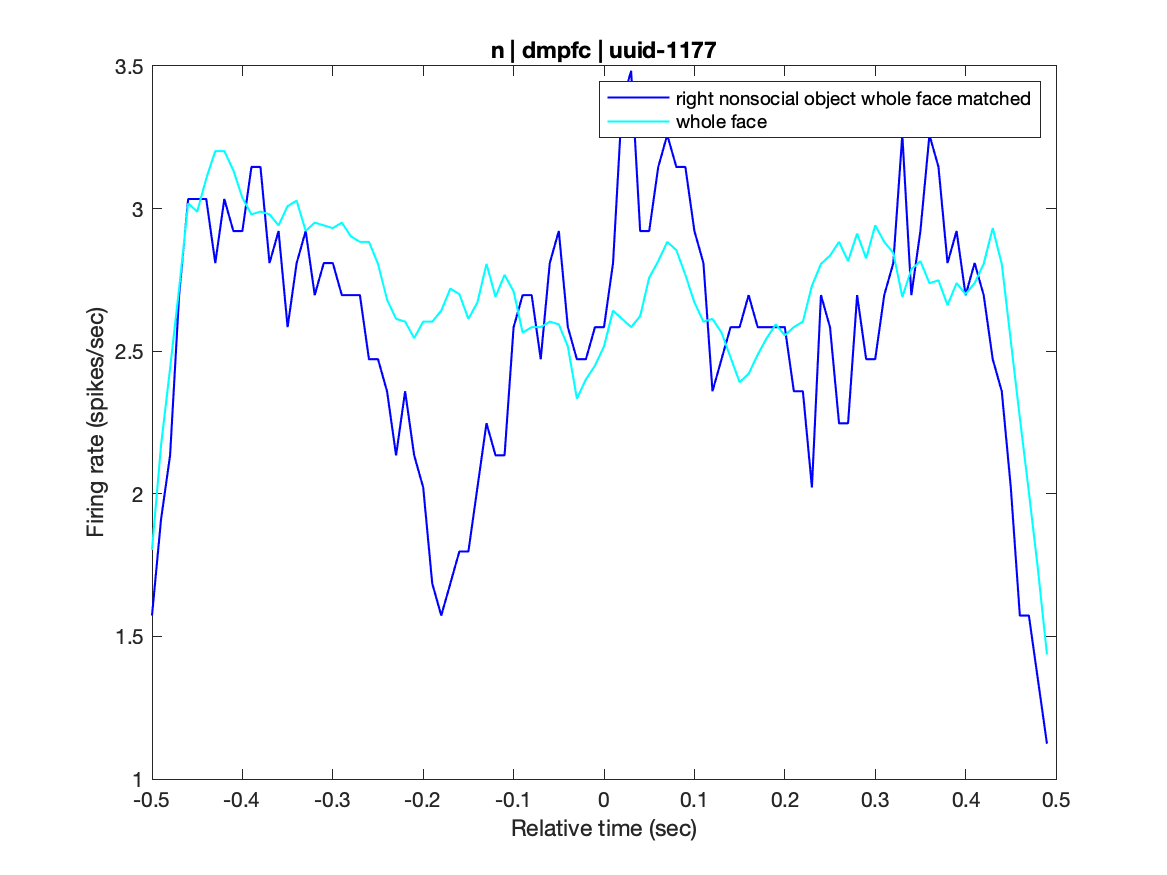 n | dmpfc | uuid-1177
right nonsocial object whole face matched
whole face
Firing rate (spikes/sec)
3.5
3
2.5
2
1.5
1
-0.5 -0.4 -0.3 -0.2 -0.1 0 0.1 0.2 0.3 0.4 0.5
Relative time (sec)